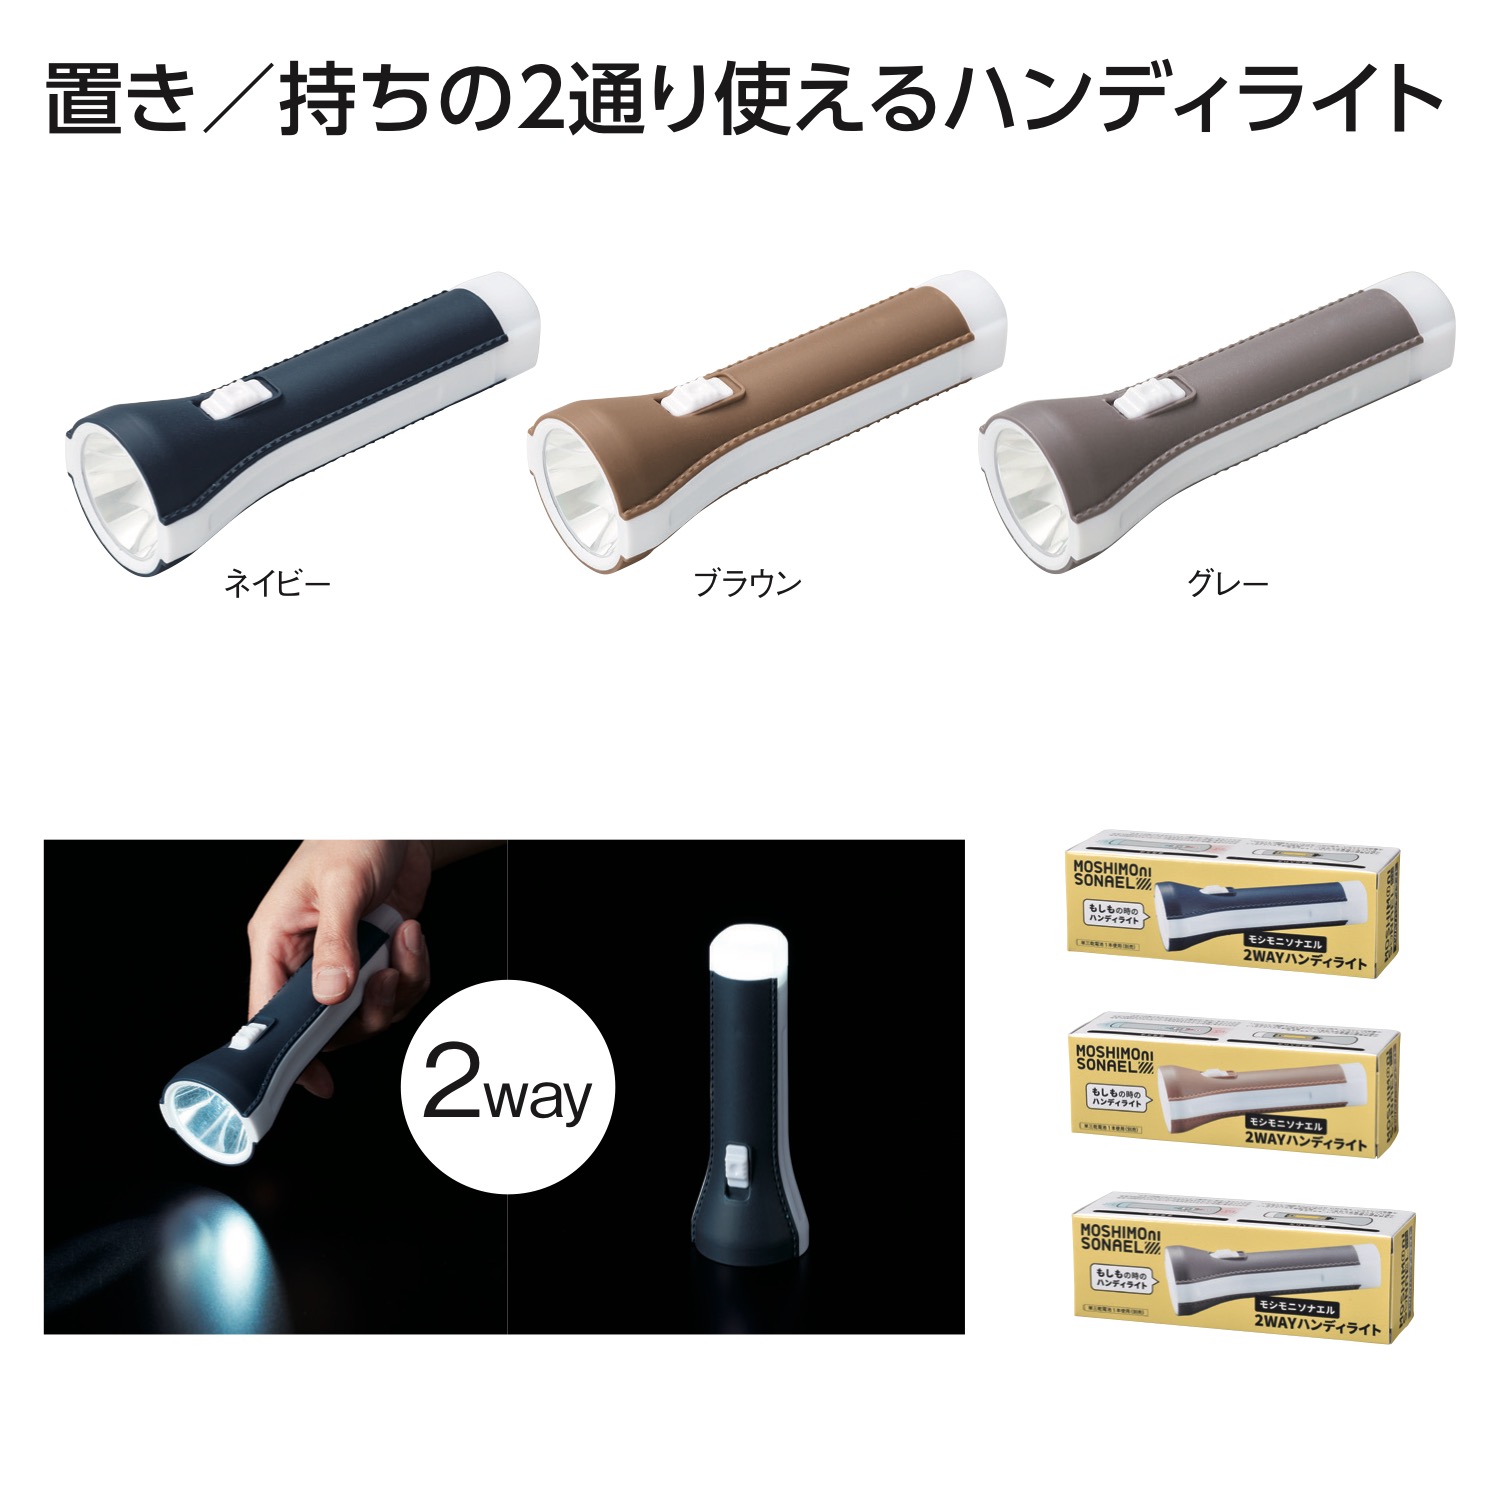 置き／持ちの2通り使えるハンディライト
ネイビー
ブラウン
グレー
2way
MOSHIMOni
SONAEL
もしもの時の
ハンディライト
モシモニソナエル
2WAYハンディライト
MOSHIMOni
SONAEL
もしもの時の
ハンディライト
モシモニソナエル
2WAYハンディライト
MOSHIMOni
SONAEL
もしもの時の
ハンディライト
モシモニソナエル
2WAYハンディライト